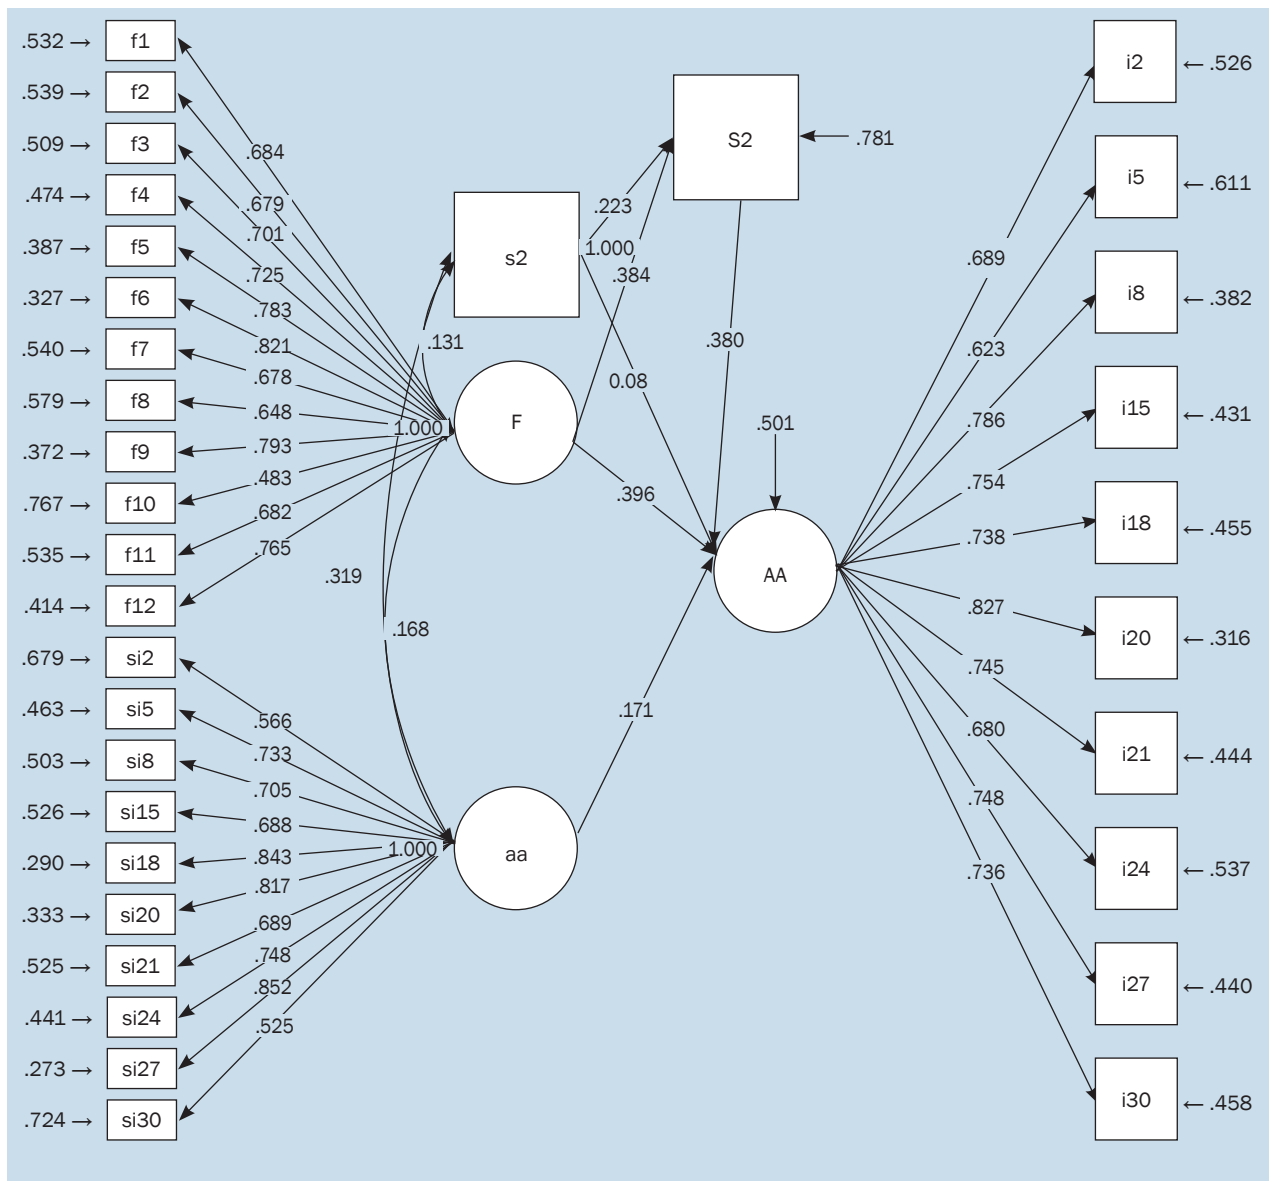 .532 → f1
.539 → f2
.509 → f3
.474 → f4
.387 → f5
.327 → f6
.540 → f7
.579 → f8
.372 → f9
.767 → f10
.535 → f11
.414 → f12
.679 → si2
.463 → si5
.503 → si8
.526 → si15
.290 → si18
.333 → si20
.525 → si21
.441 → si24
.273 → si27
.724 → si30
.684
.679
.701
.725
.783
.821
.678
.648
.793
.483
.682
.765
.566
.733
.705
.688
.843
.817
.689
.748
.852
.525
1.000
1.000
.319
.168
.131
s2
F
aa
.223
1.000
.384
0.08
.396
.171
S2
← .781
.380
.501
AA
.689
.623
.786
.754
.738
.827
.745
.680
.748
.736
i2 ← .526
i5 ← .611
i8 ← .382
i15 ← .431
i18 ← .455
i20 ← .316
i21 ← .444
i24 ← .537
i27 ← .440
i30 ← .458